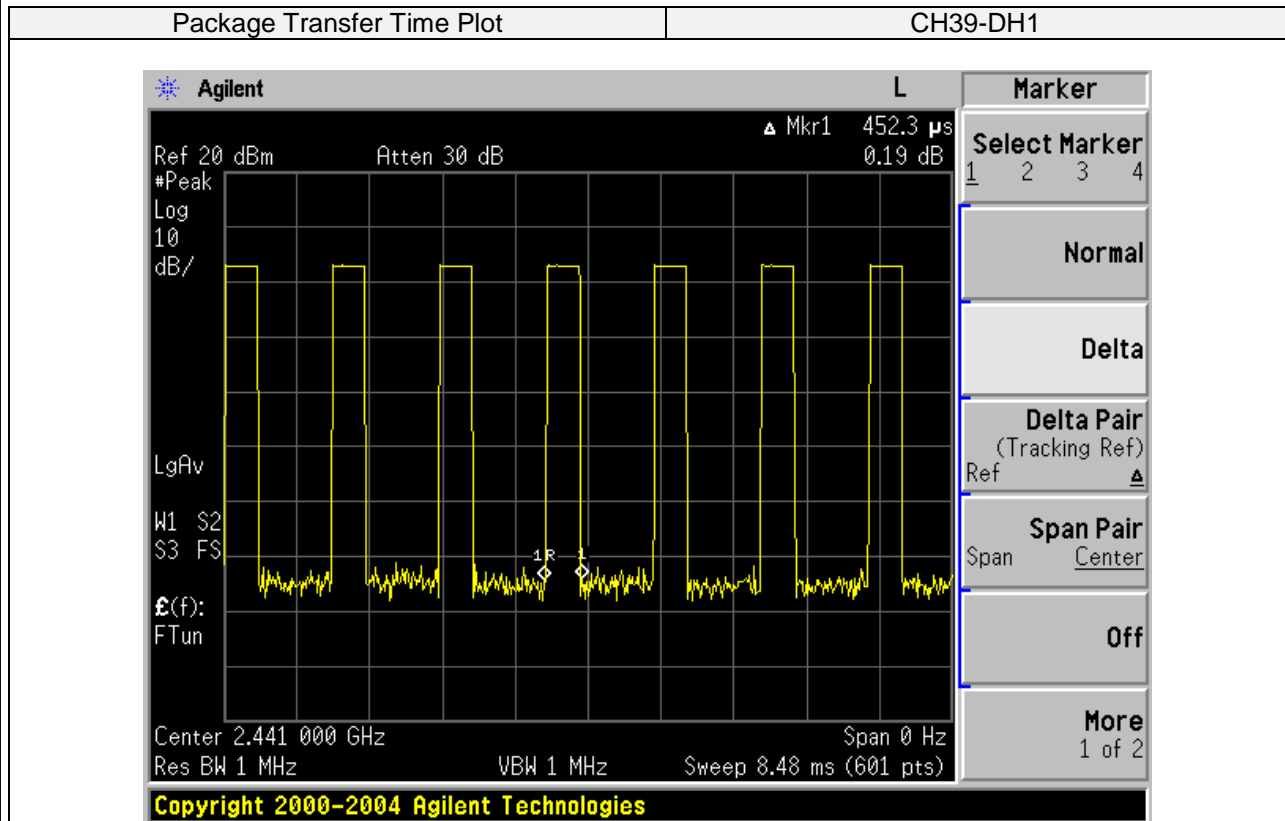 Package Transfer Time Plot CH39-DH1
Agilent L Marker
Δ Mkr1 452.3 µs
Ref 20 dBm Atten 30 dB 0.19 dB
#Peak
Log
10
dB/
LgAv
W1 S2
S3 FS
£(f):
FTun
1R 1
Center 2.441 000 GHz Span 0 Hz
Res BW 1 MHz VBW 1 MHz Sweep 8.48 ms (601 pts)
Select Marker
1 2 3 4
Normal
Delta
Delta Pair
(Tracking Ref)
Ref Δ
Span Pair
Span Center
Off
More
1 of 2
Copyright 2000-2004 Agilent Technologies